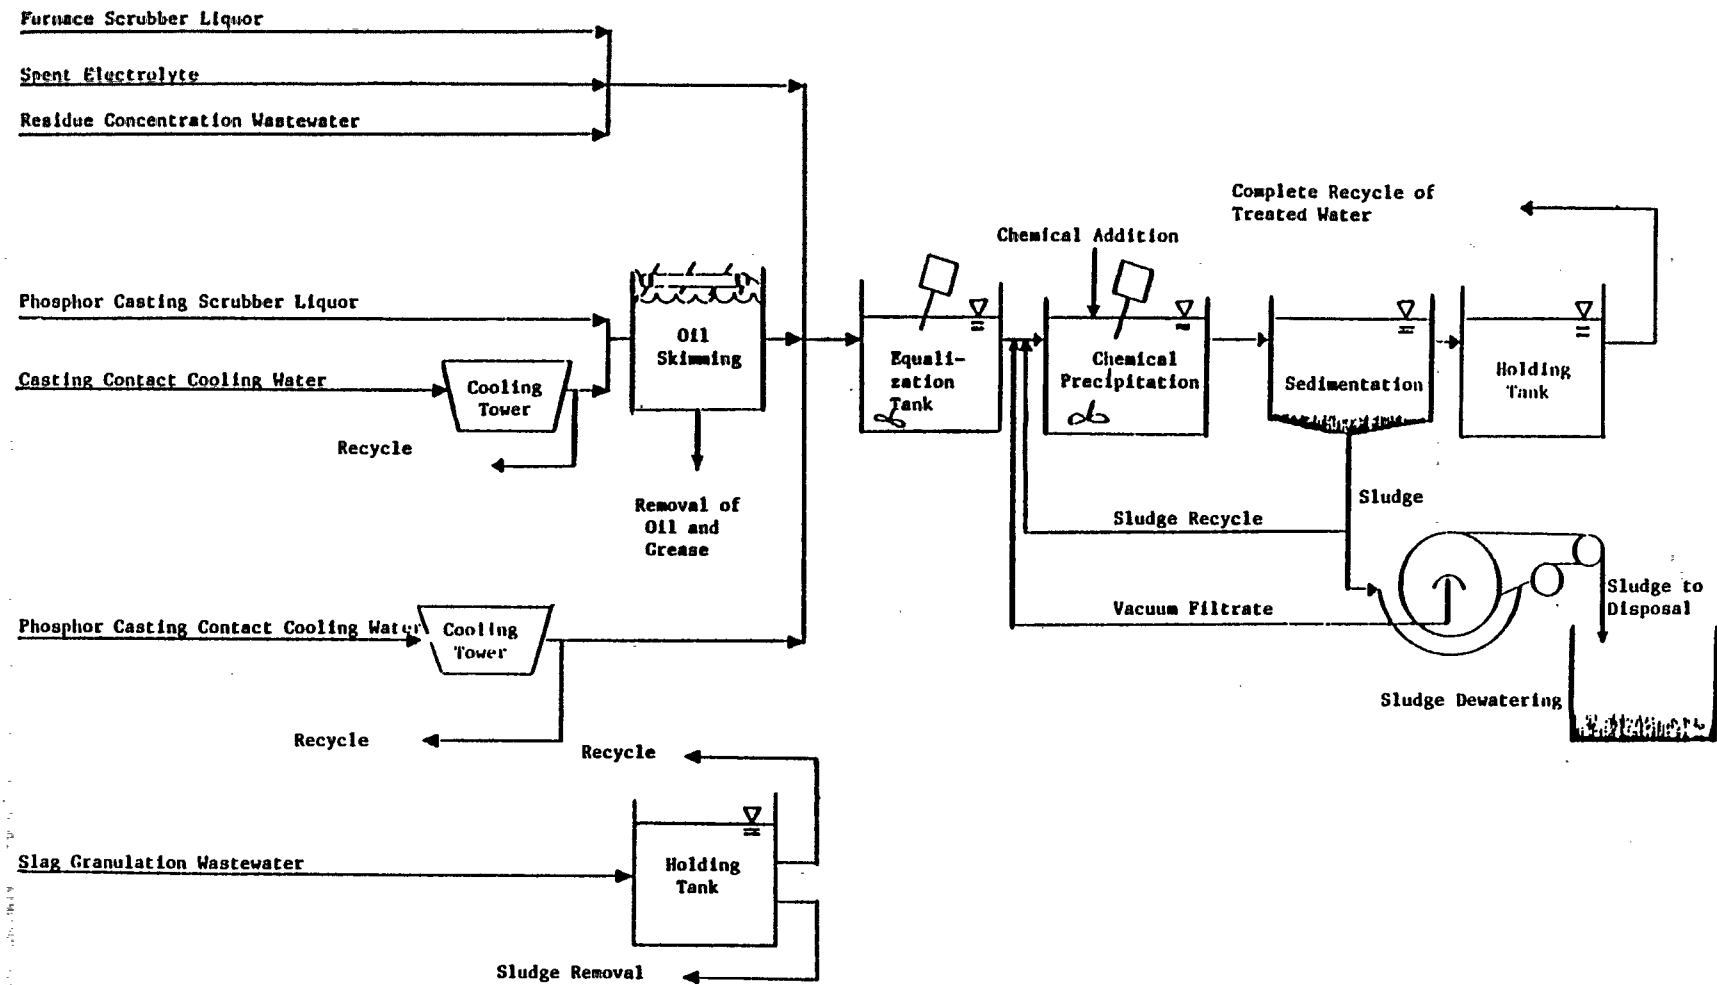 Furnace Scrubber Liquor
Spent Electrolyte
Residue Concentration Wastewater
Complete Recycle of
Treated Water
Chemical Addition
Phosphor Casting Scrubber Liquor
Oil
Skimming
Equali-
zation
Tank
Chemical
Precipitation
Sedimentation
Holding
Tank
Casting Contact Cooling Water
Cooling
Tower
Recycle
Removal of
Oil and
Grease
Sludge
Sludge Recycle
Vacuum Filtrate
Sludge to
Disposal
Phosphor Casting Contact Cooling Water
Cooling
Tower
Sludge Dewatering
Recycle
Recycle
Slag Granulation Wastewater
Holding
Tank
Sludge Removal